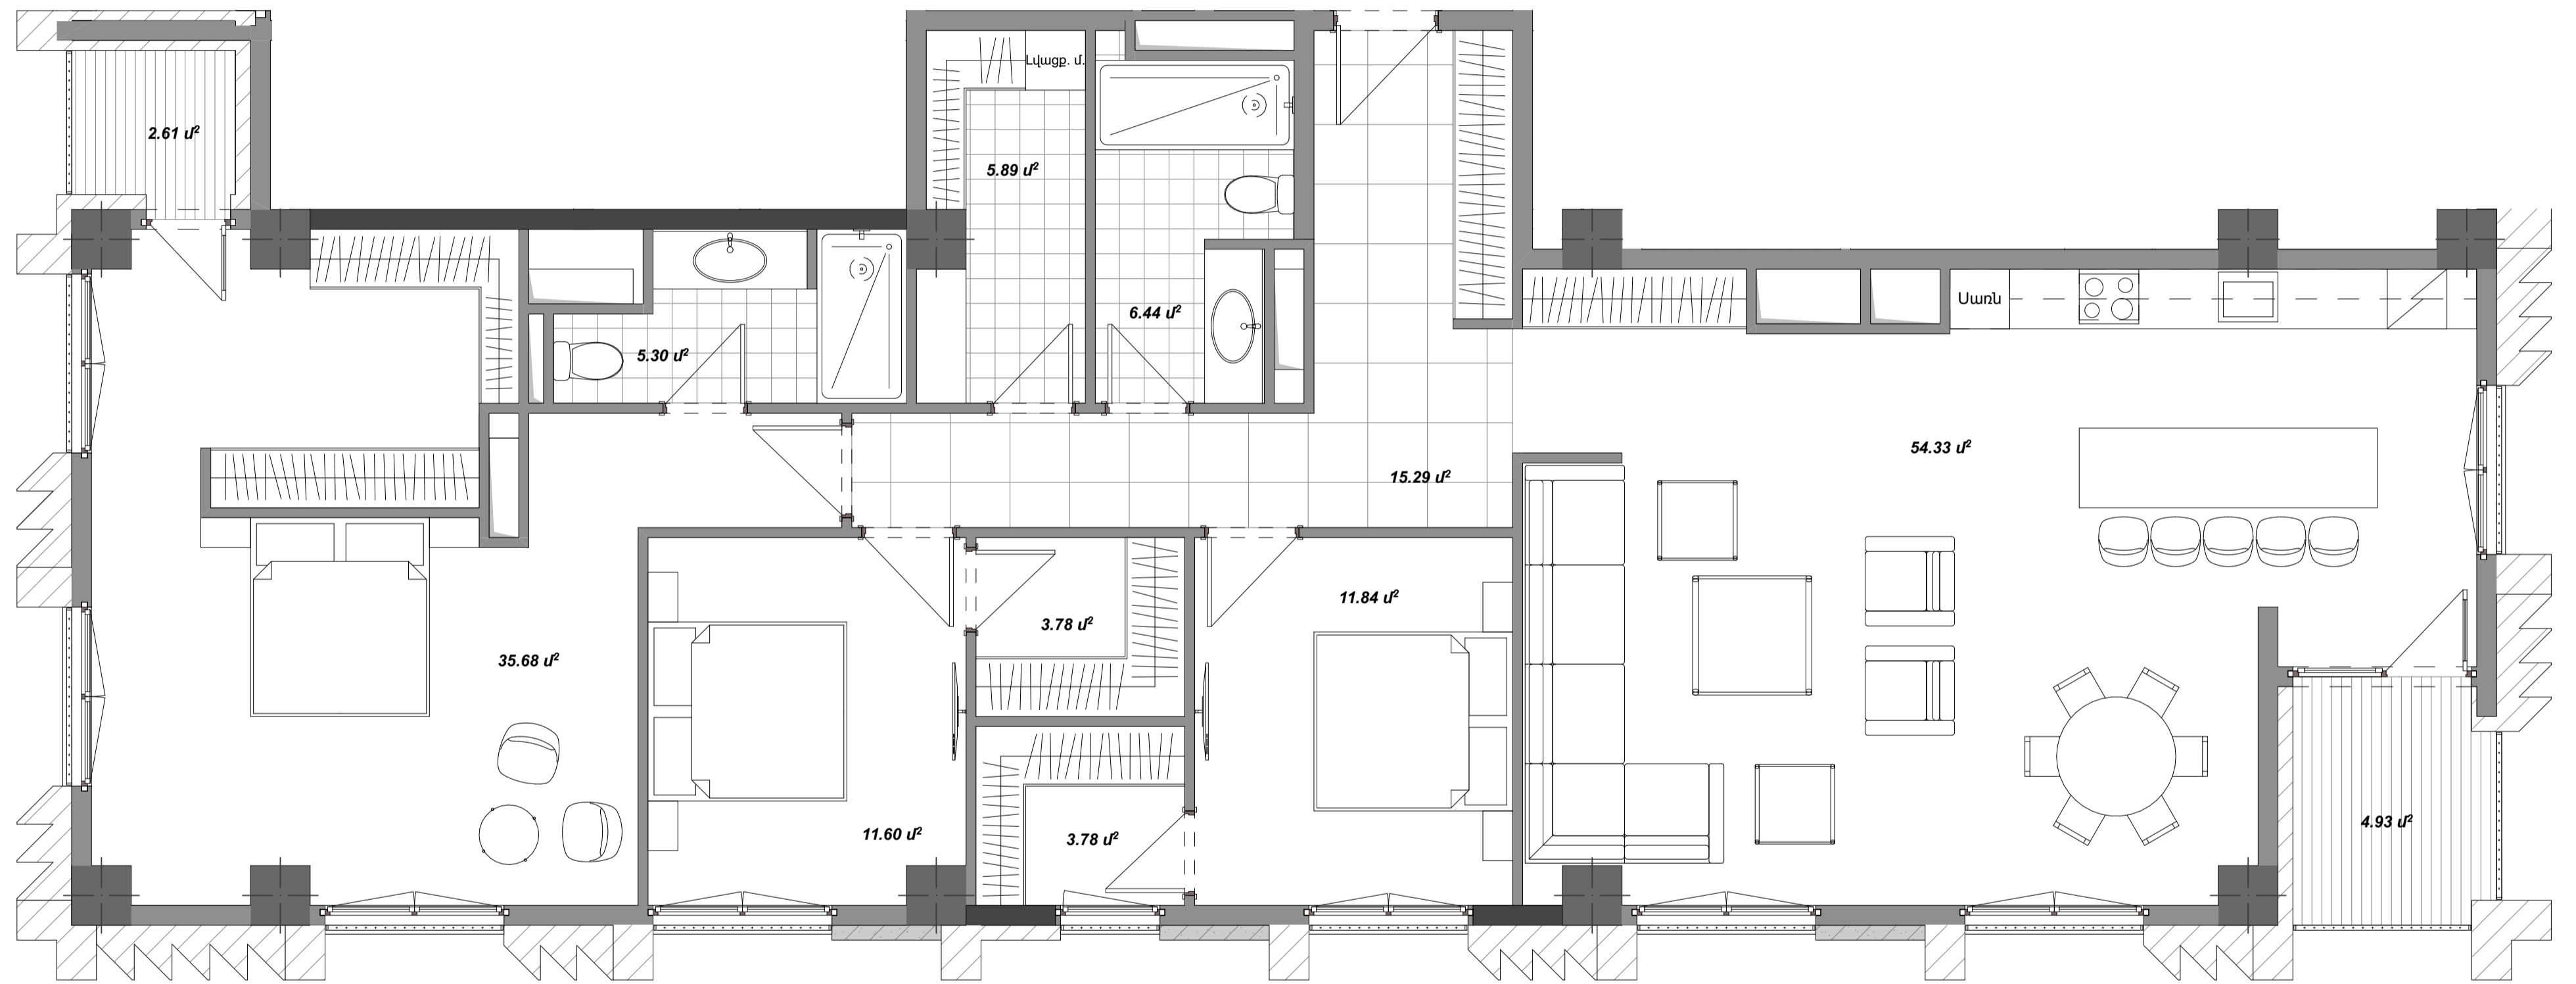 Լվացք. մ.
2.61 մ²
5.89 մ²
6.44 մ²
Սառն
5.30 մ²
54.33 մ²
15.29 մ²
11.84 մ²
3.78 մ²
35.68 մ²
4.93 մ²
11.60 մ²
3.78 մ²